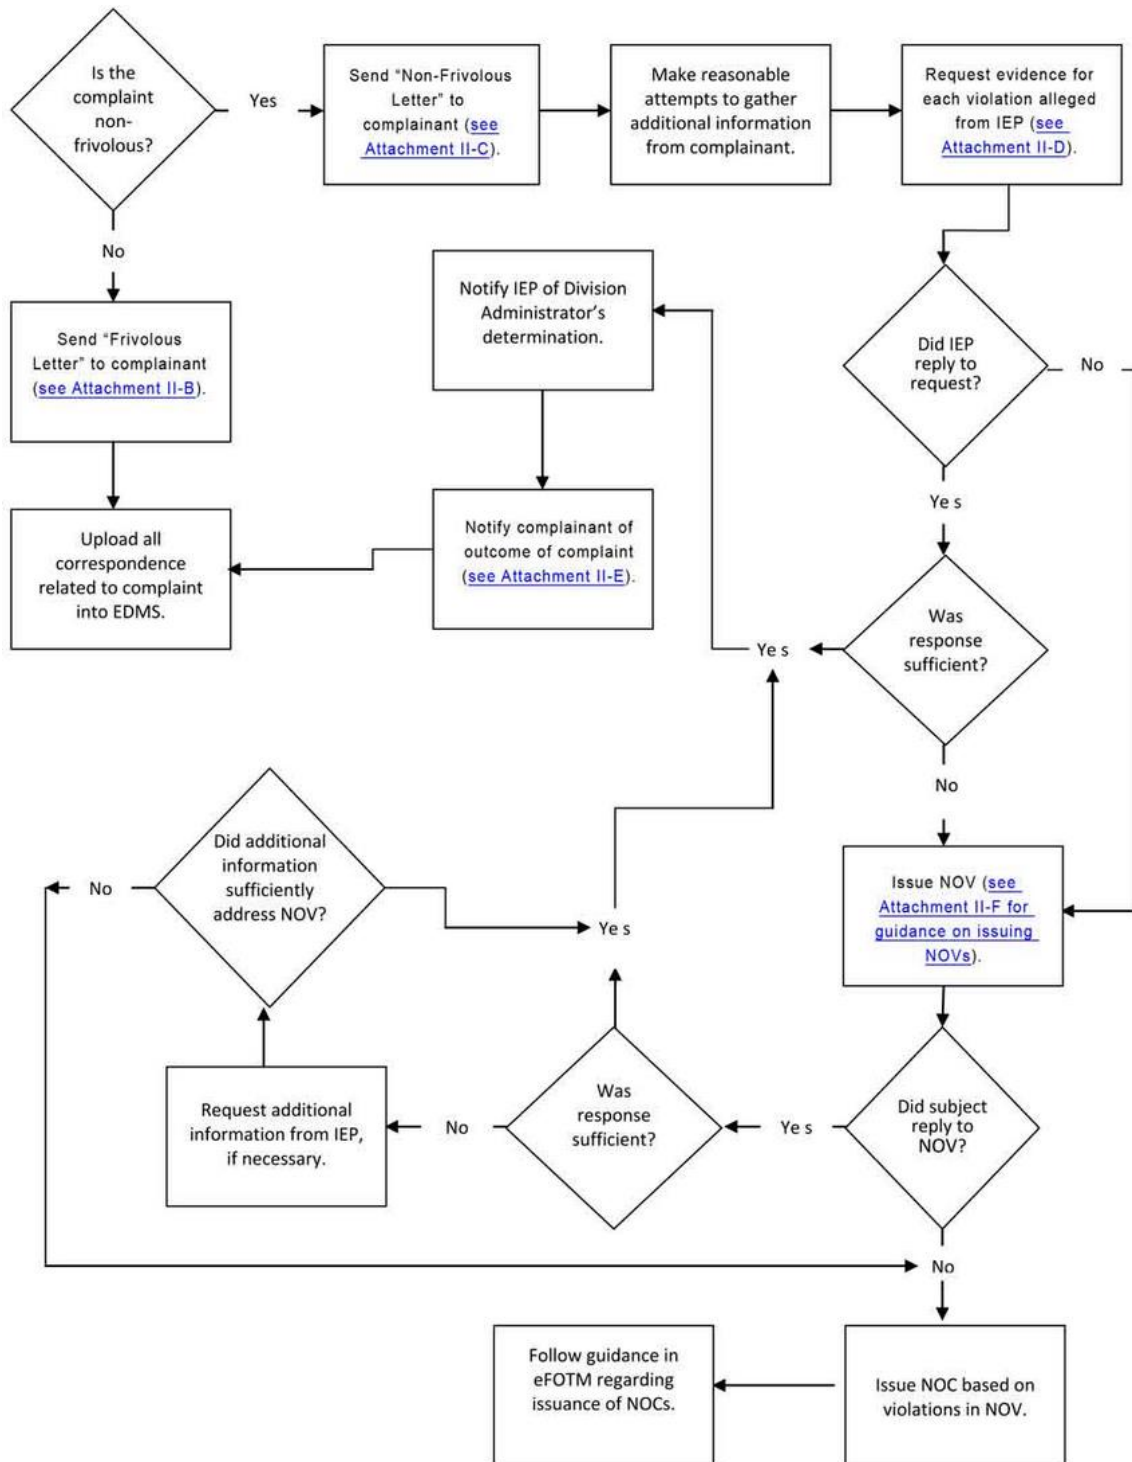 Is the
complaint
non-
frivolous?
Yes
Send “Non-Frivolous
Letter” to
complainant (see
Attachment II-C).
Make reasonable
attempts to gather
additional information
from complainant.
Request evidence for
each violation alleged
from IEP (see
Attachment II-D).
No
Send “Frivolous
Letter” to complainant
(see Attachment II-B).
Upload all
correspondence
related to complaint
into EDMS.
Notify IEP of Division
Administrator’s
determination.
Notify complainant of
outcome of complaint
(see Attachment II-E).
Did IEP
reply to
request?
No
Ye s
Was
response
sufficient?
Ye s
No
Issue NOV (see
Attachment II-F for
guidance on issuing
NOVs).
Did subject
reply to
NOV?
Ye s
Was
response
sufficient?
Ye s
No
Request additional
information from IEP,
if necessary.
Did additional
information
sufficiently
address NOV?
No
No
Issue NOC based on
violations in NOV.
Follow guidance in
eFOTM regarding
issuance of NOCs.